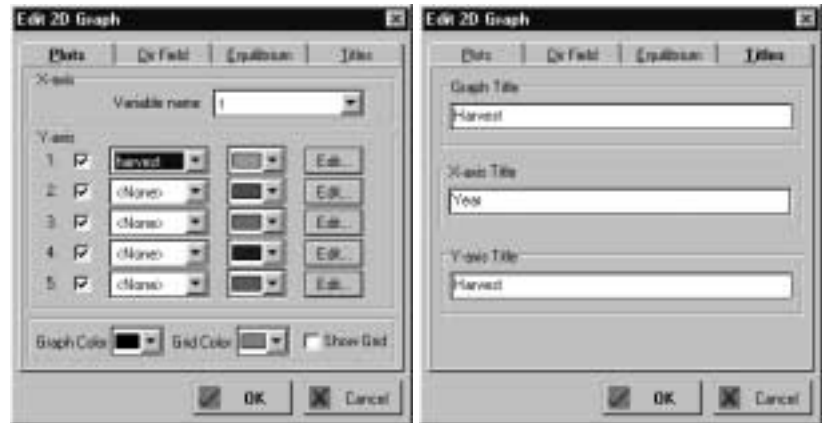 Edit 2D Graph
Plots Dir Field Equilibrium Titles
X-axis
Variable name t
Y-axis
1 harvest Edit...
2 <None> Edit...
3 <None> Edit...
4 <None> Edit...
5 <None> Edit...
Graph Color Grid Color Show Grid
OK Cancel
Edit 2D Graph
Plots Dir Field Equilibrium Titles
Graph Title
Harvest
X-axis Title
Year
Y-axis Title
Harvest
OK Cancel